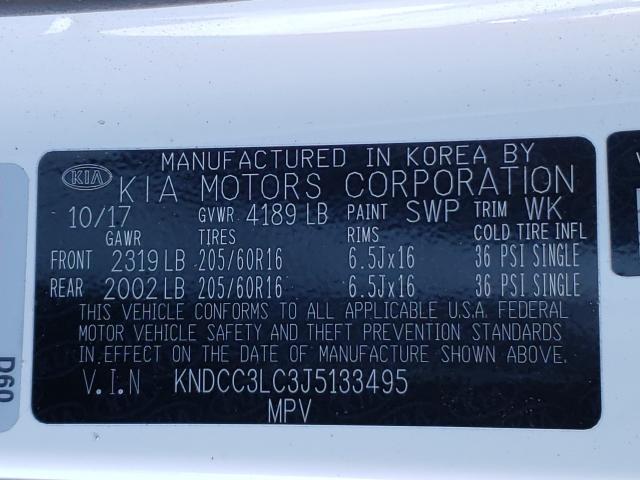 MANUFACTURED IN KOREA BY
KIA KIA MOTORS CORPORATION
10/17 GVWR 4189 LB PAINT SWP TRIM WK
GAWR TIRES RIMS COLD TIRE INFL
FRONT 2319 LB 205/60R16 6.5Jx16 36 PSI SINGLE
REAR 2002 LB 205/60R16 6.5Jx16 36 PSI SINGLE
THIS VEHICLE CONFORMS TO ALL APPLICABLE U.S.A. FEDERAL
MOTOR VEHICLE SAFETY AND THEFT PREVENTION STANDARDS
IN EFFECT ON THE DATE OF MANUFACTURE SHOWN ABOVE.
V.I.N KNDCC3LC3J5133495
MPV
D60